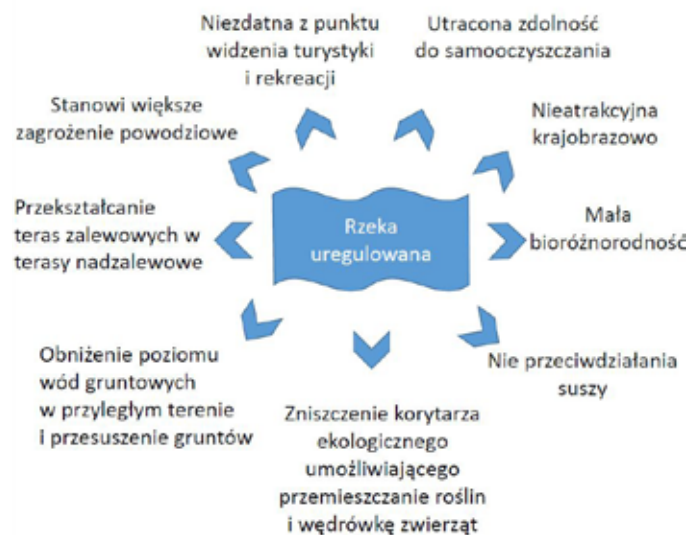 Niezdatna z punktu
widzenia turystyki
i rekreacji
Utracona zdolność
do samooczyszczania
Stanowi większe
zagrożenie powodziowe
Nieatrakcyjna
krajobrazowo
Przekształcanie
teras zalewowych w
terasy nadzalewowe
Rzeka
uregulowana
Mała
bioróżnorodność
Obniżenie poziomu
wód gruntowych
w przyległym terenie
i przesuszenie gruntów
Zniszczenie korytarza
ekologicznego
umożliwiającego
przemieszczanie roślin
i wędrówkę zwierząt
Nie przeciwdziałania
suszy